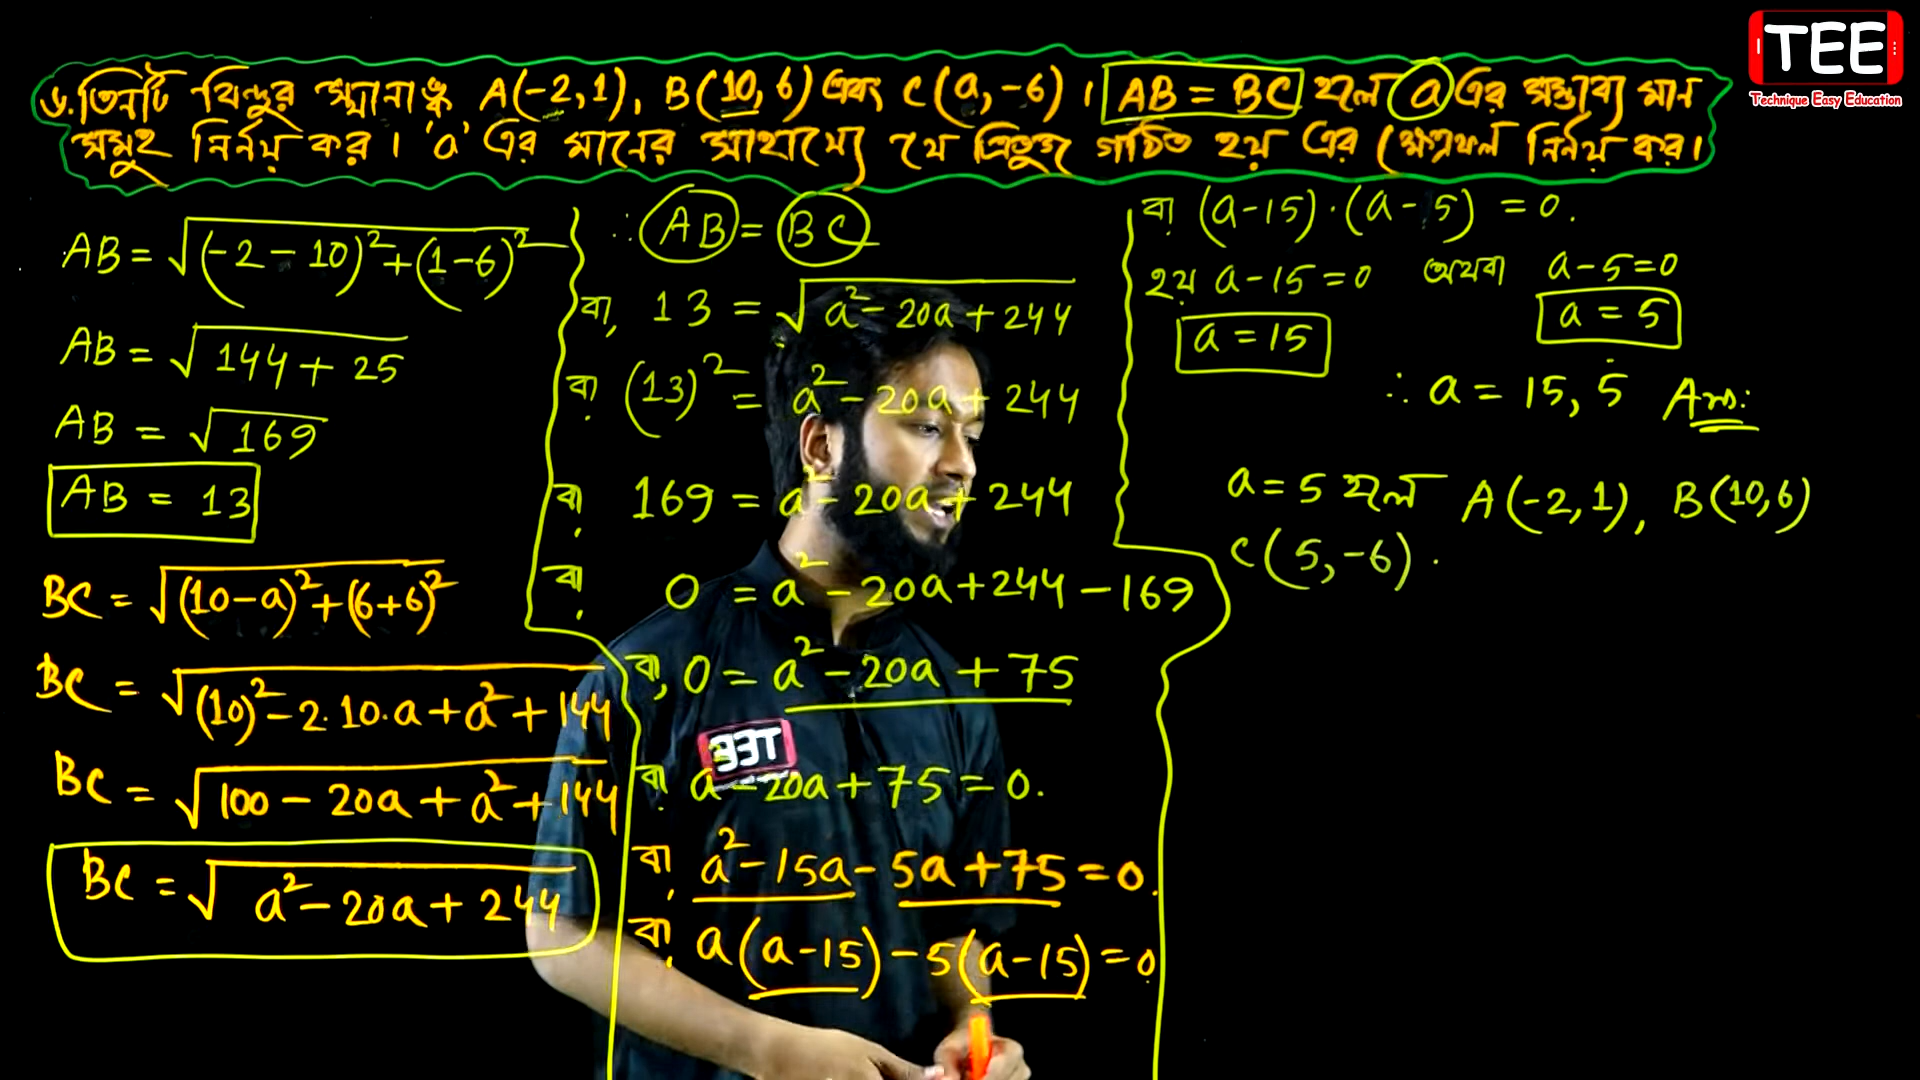 TEE
Technique Easy Education
৬. তিনটি বিন্দুর স্থানাঙ্ক A(-2,1), B(10,6) এবং C(a,-6) । AB = BC হলে a এর সম্ভাব্য মান
সমূহ নির্নয় কর । 'a' এর মানের সাহায্যে যে ত্রিভুজ গঠিত হয় এর ক্ষেত্রফল নির্নয় কর।
AB = √(-2-10)²+(1-6)²
AB = √144+25
AB = √169
AB = 13
BC = √(10-a)²+(6+6)²
BC = √(10)²-2.10.a+a²+144
BC = √100-20a+a²+144
BC = √a²-20a+244
∴ AB = BC
বা, 13 = √a²-20a+244
বা, (13)² = a²-20a+244
বা, 169 = a²-20a+244
বা, 0 = a²-20a+244-169
বা, 0 = a²-20a+75
TEE
বা, a²-20a+75=0.
বা, a²-15a-5a+75=0.
বা, a(a-15)-5(a-15)=0
বা, (a-15).(a-5) = 0.
হয় a-15=0 অথবা a-5=0
a = 15 a = 5
∴ a = 15, 5 Ans:
a = 5 হলে A(-2,1), B(10,6)
C(5,-6).